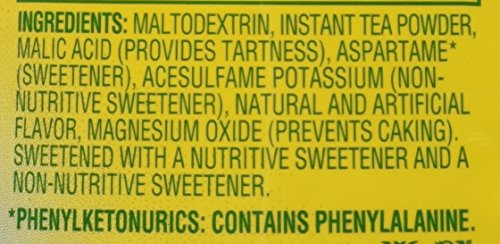 INGREDIENTS: MALTODEXTRIN, INSTANT TEA POWDER,
MALIC ACID (PROVIDES TARTNESS), ASPARTAME*
(SWEETENER), ACESULFAME POTASSIUM (NON-
NUTRITIVE SWEETENER), NATURAL AND ARTIFICIAL
FLAVOR, MAGNESIUM OXIDE (PREVENTS CAKING).
SWEETENED WITH A NUTRITIVE SWEETENER AND A
NON-NUTRITIVE SWEETENER.
*PHENYLKETONURICS: CONTAINS PHENYLALANINE.